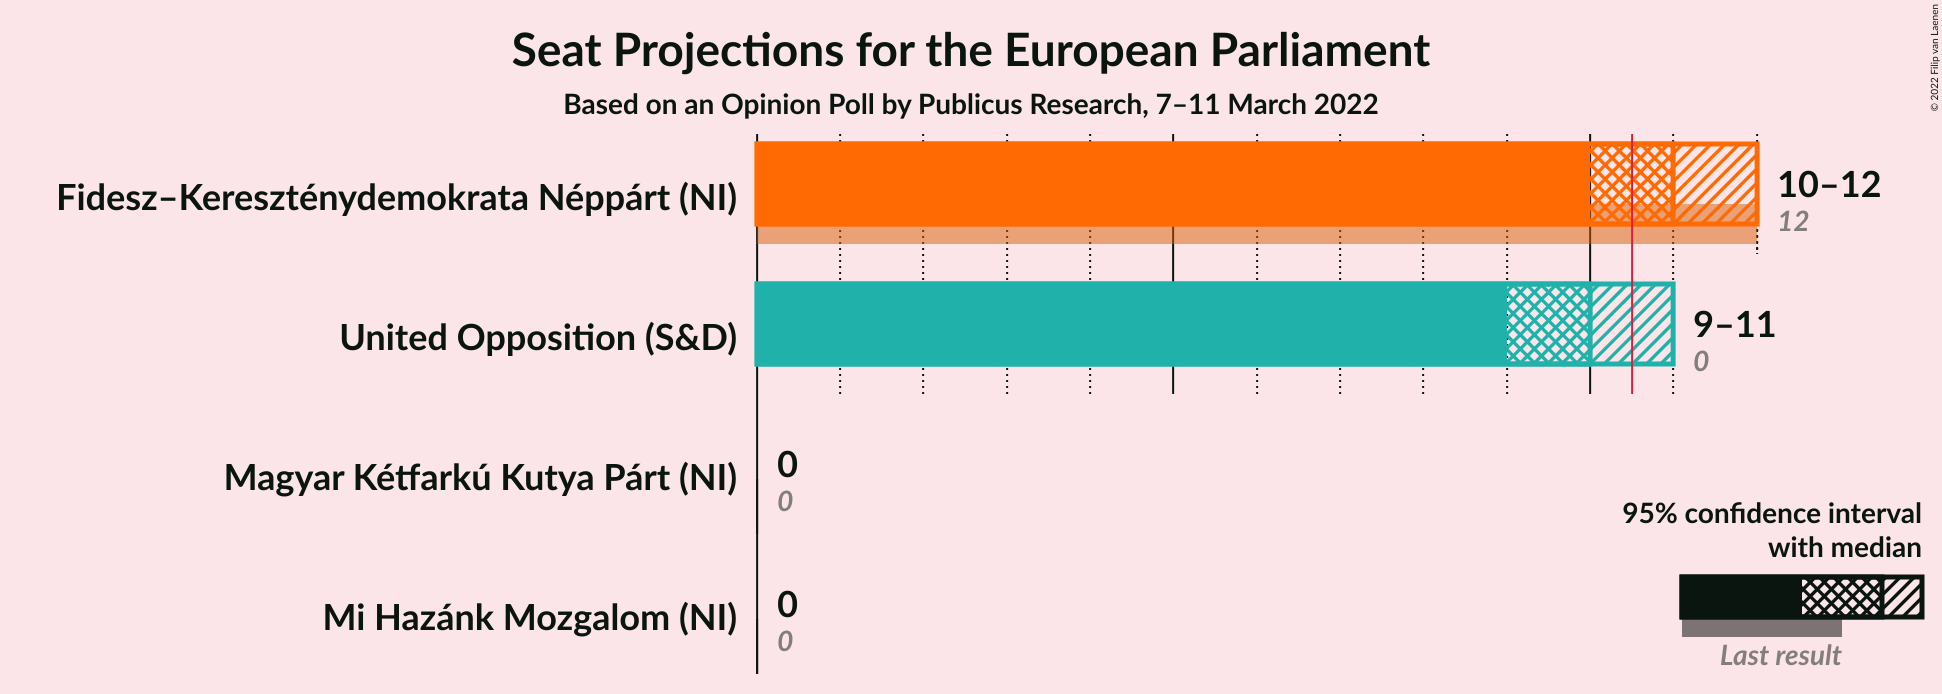 Seat Projections for the European Parliament
Based on an Opinion Poll by Publicus Research, 7–11 March 2022
© 2022 Filip van Laenen
Fidesz–Kereszténydemokrata Néppárt (NI)
10–12
12
United Opposition (S&D)
9–11
0
Magyar Kétfarkú Kutya Párt (NI)
0
0
Mi Hazánk Mozgalom (NI)
0
0
95% confidence interval
with median
Last result